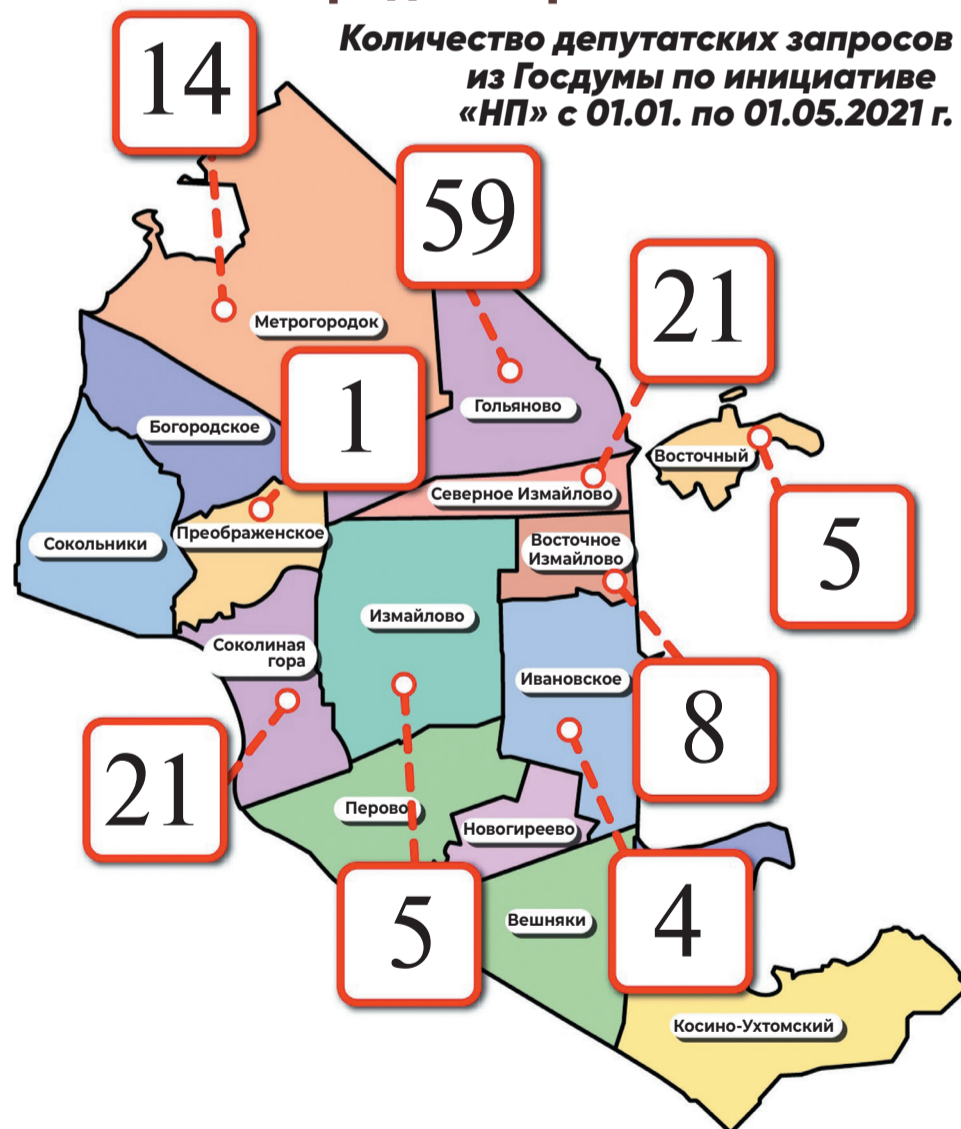 Количество депутатских запросов
из Госдумы по инициативе
«НП» с 01.01. по 01.05.2021 г.
14
59
21
Метрогородок
1
Гольяново
Богородское
Восточный
Северное Измайлово
Сокольники
Преображенское
Восточное
Измайлово
5
Измайлово
Соколиная
гора
Ивановское
8
21
Перово
Новогиреево
5
Вешняки
4
Косино-Ухтомский